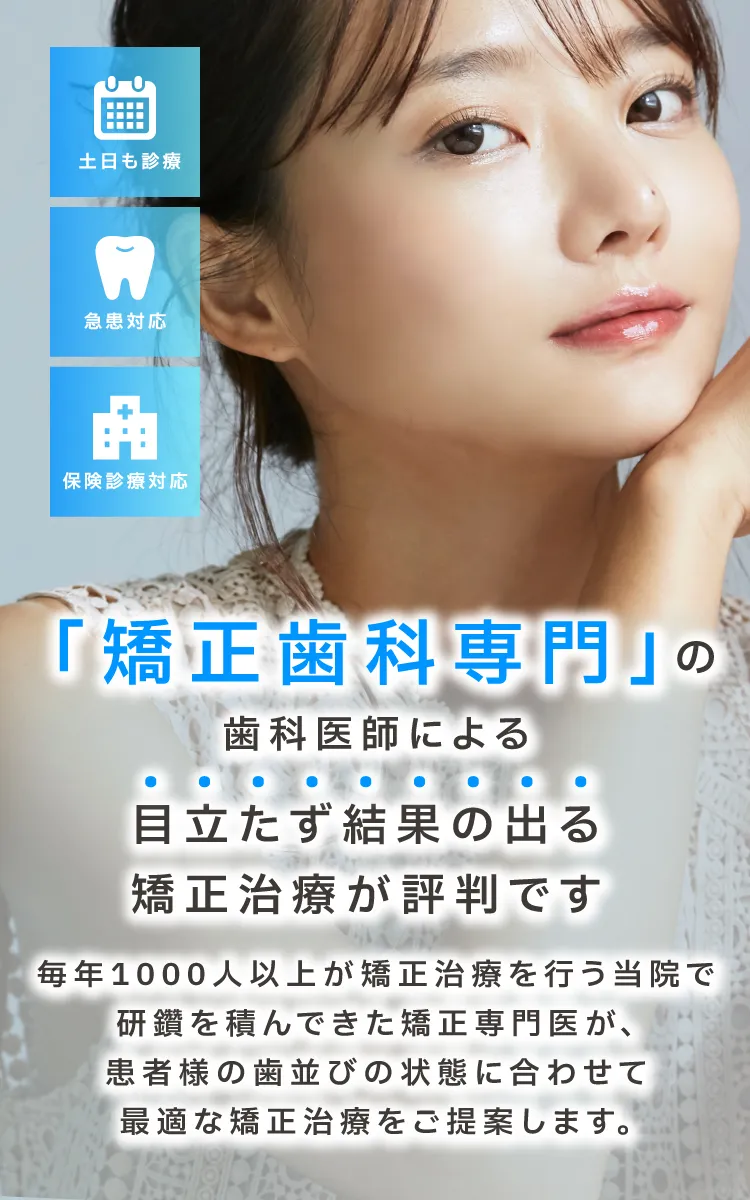 土日も診療
急患対応
保険診療対応
「矯正歯科専門」の
歯科医師による
目立たず結果の出る
矯正治療が評判です
毎年1000人以上が矯正治療を行う当院で
研鑽を積んできた矯正専門医が、
患者様の歯並びの状態に合わせて
最適な矯正治療をご提案します。